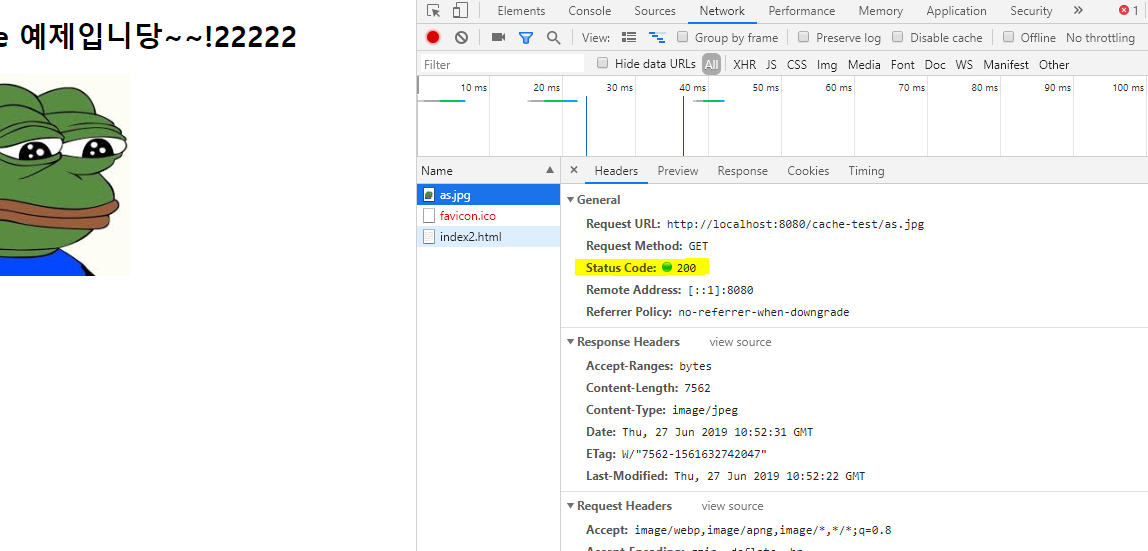 e 예제입니당~~!22222
Elements Console Sources Network Performance Memory Application Security » 1
View: Group by frame Preserve log Disable cache Offline No throttling
Filter Hide data URLs All XHR JS CSS Img Media Font Doc WS Manifest Other
10 ms 20 ms 30 ms 40 ms 50 ms 60 ms 70 ms 80 ms 90 ms 100 ms
Name
as.jpg
favicon.ico
index2.html
× Headers Preview Response Cookies Timing
General
Request URL: http://localhost:8080/cache-test/as.jpg
Request Method: GET
Status Code: 200
Remote Address: [::1]:8080
Referrer Policy: no-referrer-when-downgrade
Response Headers view source
Accept-Ranges: bytes
Content-Length: 7562
Content-Type: image/jpeg
Date: Thu, 27 Jun 2019 10:52:31 GMT
ETag: W/"7562-1561632742047"
Last-Modified: Thu, 27 Jun 2019 10:52:22 GMT
Request Headers view source
Accept: image/webp,image/apng,image/*,*/*;q=0.8